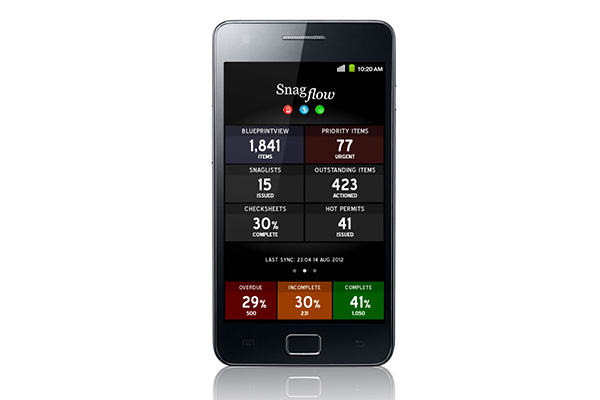 10:20 AM
Snag flow
BLUEPRINTVIEW
1,841
ITEMS
PRIORITY ITEMS
77
URGENT
SNAGLISTS
15
ISSUED
OUTSTANDING ITEMS
423
ACTIONED
CHECKSHEETS
30%
COMPLETE
HOT PERMITS
41
ISSUED
LAST SYNC: 23:04 14 AUG 2012
OVERDUE
29%
500
INCOMPLETE
30%
231
COMPLETE
41%
1,050